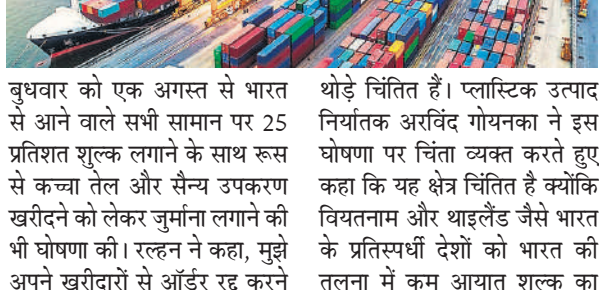 बुधवार को एक अगस्त से भारत
से आने वाले सभी सामान पर 25
प्रतिशत शुल्क लगाने के साथ रूस
से कच्चा तेल और सैन्य उपकरण
खरीदने को लेकर जुर्माना लगाने की
भी घोषणा की। रल्हन ने कहा, मुझे
अपने खरीदारों से ऑर्डर रद्द करने
थोड़े चिंतित हैं। प्लास्टिक उत्पाद
निर्यातक अरविंद गोयनका ने इस
घोषणा पर चिंता व्यक्त करते हुए
कहा कि यह क्षेत्र चिंतित है क्योंकि
वियतनाम और थाइलैंड जैसे भारत
के प्रतिस्पर्धी देशों को भारत की
तुलना में कम आयात शुल्क का